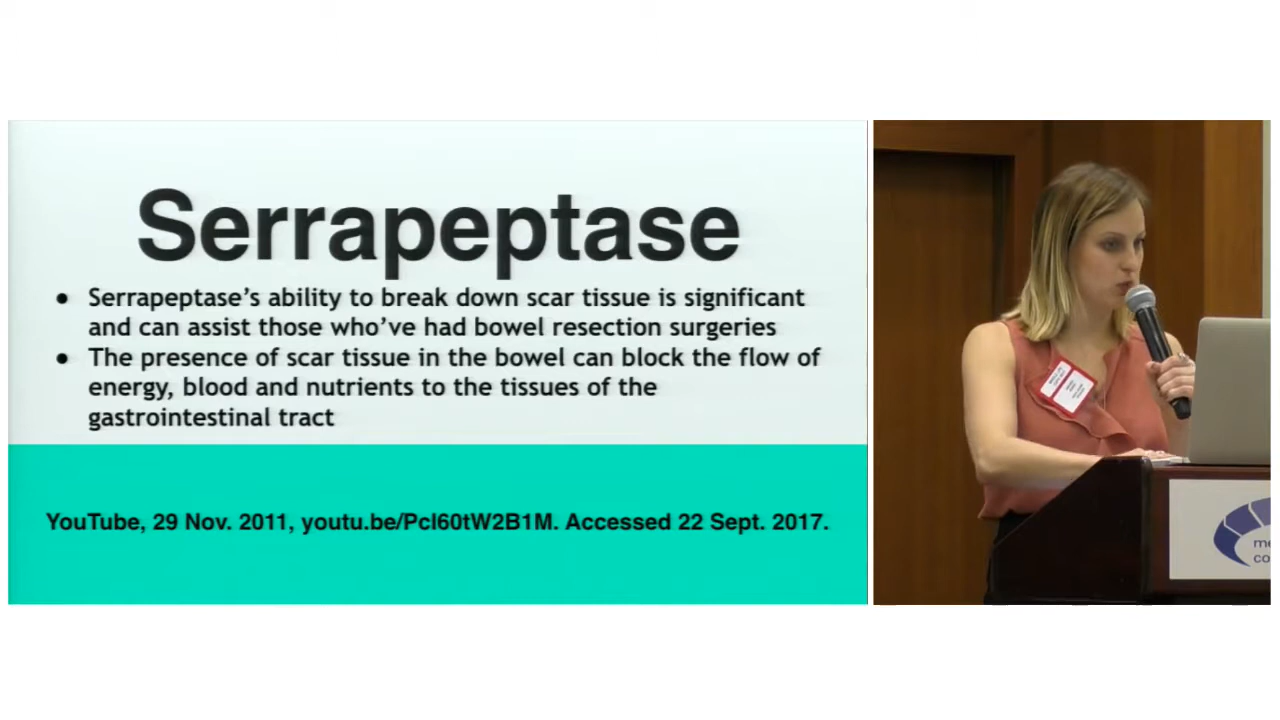 Serrapeptase
● Serrapeptase's ability to break down scar tissue is significant
and can assist those who've had bowel resection surgeries
● The presence of scar tissue in the bowel can block the flow of
energy, blood and nutrients to the tissues of the
gastrointestinal tract
YouTube, 29 Nov. 2011, youtu.be/Pcl60tW2B1M. Accessed 22 Sept. 2017.
me
co